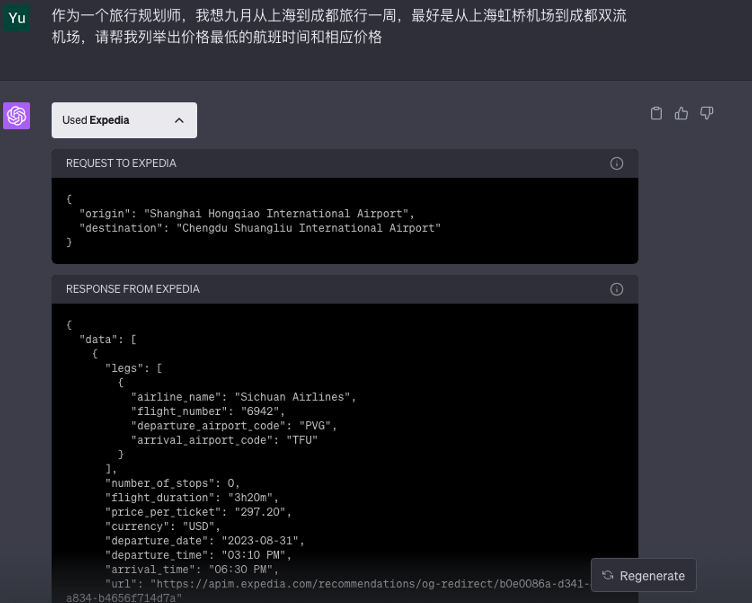 Yu
作为一个旅行规划师，我想九月从上海到成都旅行一周，最好是从上海虹桥机场到成都双流
机场，请帮我列举出价格最低的航班时间和相应价格
Used Expedia
REQUEST TO EXPEDIA
{
"origin": "Shanghai Hongqiao International Airport",
"destination": "Chengdu Shuangliu International Airport"
}
RESPONSE FROM EXPEDIA
{
"data": [
{
"legs": [
{
"airline_name": "Sichuan Airlines",
"flight_number": "6942",
"departure_airport_code": "PVG",
"arrival_airport_code": "TFU"
}
],
"number_of_stops": 0,
"flight_duration": "3h20m",
"price_per_ticket": "297.20",
"currency": "USD",
"departure_date": "2023-08-31",
"departure_time": "03:10 PM",
"arrival_time": "06:30 PM",
"url": "https://apim.expedia.com/recommendations/og-redirect/b0e0086a-d341-
a834-b4656f714d7a"
Regenerate